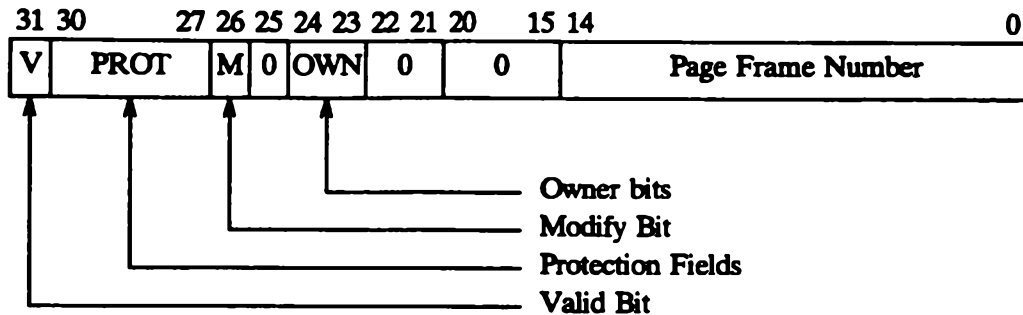 31 30 27 26 25 24 23 22 21 20 15 14 0
V PROT M 0 OWN 0 0 Page Frame Number
Owner bits
Modify Bit
Protection Fields
Valid Bit